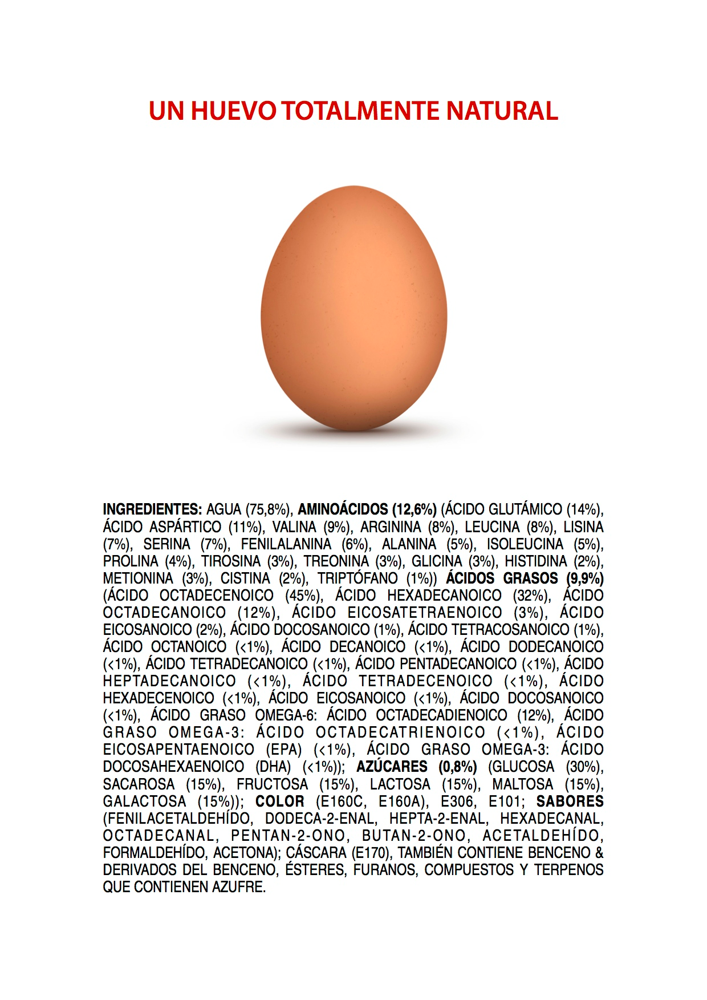 UN HUEVO TOTALMENTE NATURAL
INGREDIENTES: AGUA (75,8%), AMINOÁCIDOS (12,6%) (ÁCIDO GLUTÁMICO (14%),
ÁCIDO ASPÁRTICO (11%), VALINA (9%), ARGININA (8%), LEUCINA (8%), LISINA
(7%), SERINA (7%), FENILALANINA (6%), ALANINA (5%), ISOLEUCINA (5%),
PROLINA (4%), TIROSINA (3%), TREONINA (3%), GLICINA (3%), HISTIDINA (2%),
METIONINA (3%), CISTINA (2%), TRIPTÓFANO (1%)) ÁCIDOS GRASOS (9,9%)
(ÁCIDO OCTADECENOICO (45%), ÁCIDO HEXADECANOICO (32%), ÁCIDO
OCTADECANOICO (12%), ÁCIDO EICOSATETRAENOICO (3%), ÁCIDO
EICOSANOICO (2%), ÁCIDO DOCOSANOICO (1%), ÁCIDO TETRACOSANOICO (1%),
ÁCIDO OCTANOICO (<1%), ÁCIDO DECANOICO (<1%), ÁCIDO DODECANOICO
(<1%), ÁCIDO TETRADECANOICO (<1%), ÁCIDO PENTADECANOICO (<1%), ÁCIDO
HEPTADECANOICO (<1%), ÁCIDO TETRADECENOICO (<1%), ÁCIDO
HEXADECENOICO (<1%), ÁCIDO EICOSANOICO (<1%), ÁCIDO DOCOSANOICO
(<1%), ÁCIDO GRASO OMEGA-6: ÁCIDO OCTADECADIENOICO (12%), ÁCIDO
GRASO OMEGA-3: ÁCIDO OCTADECATRIENOICO (<1%), ÁCIDO
EICOSAPENTAENOICO (EPA) (<1%), ÁCIDO GRASO OMEGA-3: ÁCIDO
DOCOSAHEXAENOICO (DHA) (<1%)); AZÚCARES (0,8%) (GLUCOSA (30%),
SACAROSA (15%), FRUCTOSA (15%), LACTOSA (15%), MALTOSA (15%),
GALACTOSA (15%)); COLOR (E160C, E160A), E306, E101; SABORES
(FENILACETALDEHÍDO, DODECA-2-ENAL, HEPTA-2-ENAL, HEXADECANAL,
OCTADECANAL, PENTAN-2-ONO, BUTAN-2-ONO, ACETALDEHÍDO,
FORMALDEHÍDO, ACETONA); CÁSCARA (E170), TAMBIÉN CONTIENE BENCENO &
DERIVADOS DEL BENCENO, ÉSTERES, FURANOS, COMPUESTOS Y TERPENOS
QUE CONTIENEN AZUFRE.